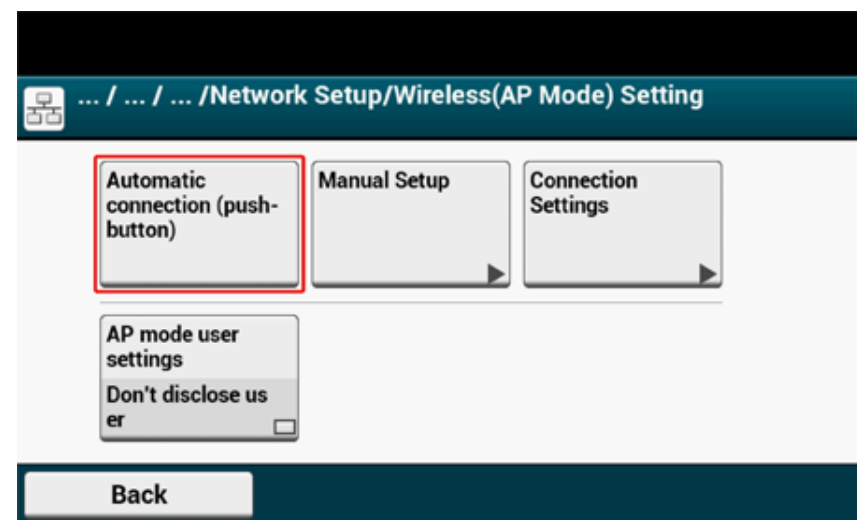 ... / ... / ... /Network Setup/Wireless(AP Mode) Setting
Automatic
connection (push-
button)
Manual Setup
Connection
Settings
AP mode user
settings
Don't disclose us
er
Back